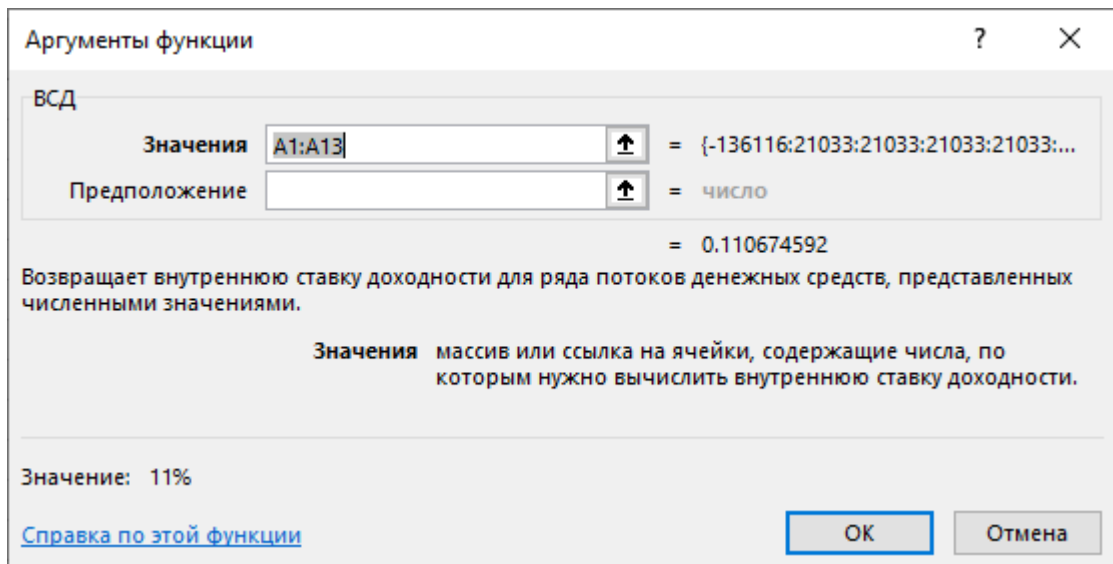 Аргументы функции ? ×
ВСД
Значения A1:A13 = {-136116:21033:21033:21033:21033:...
Предположение = число
= 0.110674592
Возвращает внутреннюю ставку доходности для ряда потоков денежных средств, представленных
численными значениями.
Значения массив или ссылка на ячейки, содержащие числа, по
которым нужно вычислить внутреннюю ставку доходности.
Значение: 11%
Справка по этой функции
ОК Отмена